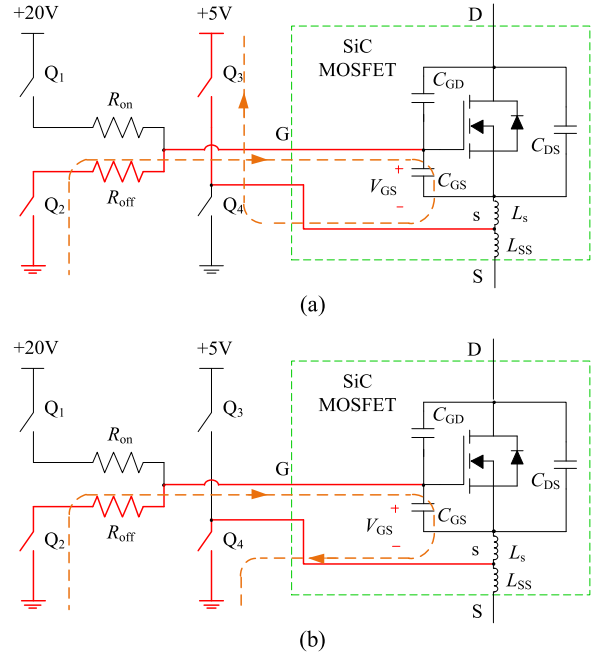 +20V +5V D
SiC
MOSFET
Q1 Q3 CGD
Ron
G CDS
+
Roff VGS CGS
Q2 Q4 − s Ls
LSS
S
(a)
+20V +5V D
SiC
MOSFET
Q1 Q3 CGD
Ron
G CDS
+
Roff VGS CGS
Q2 Q4 − s Ls
LSS
S
(b)